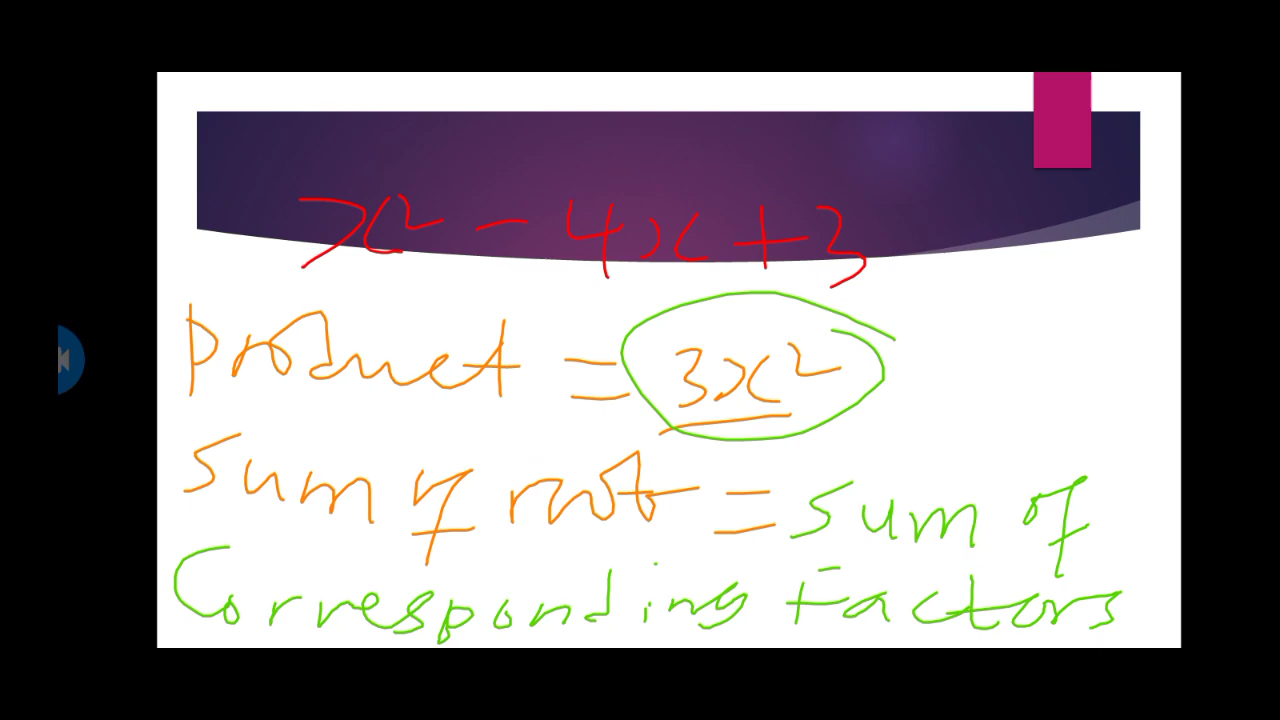 x² - 4x + 3
Product = 3x²
Sum of root = Sum of
Corresponding Factors